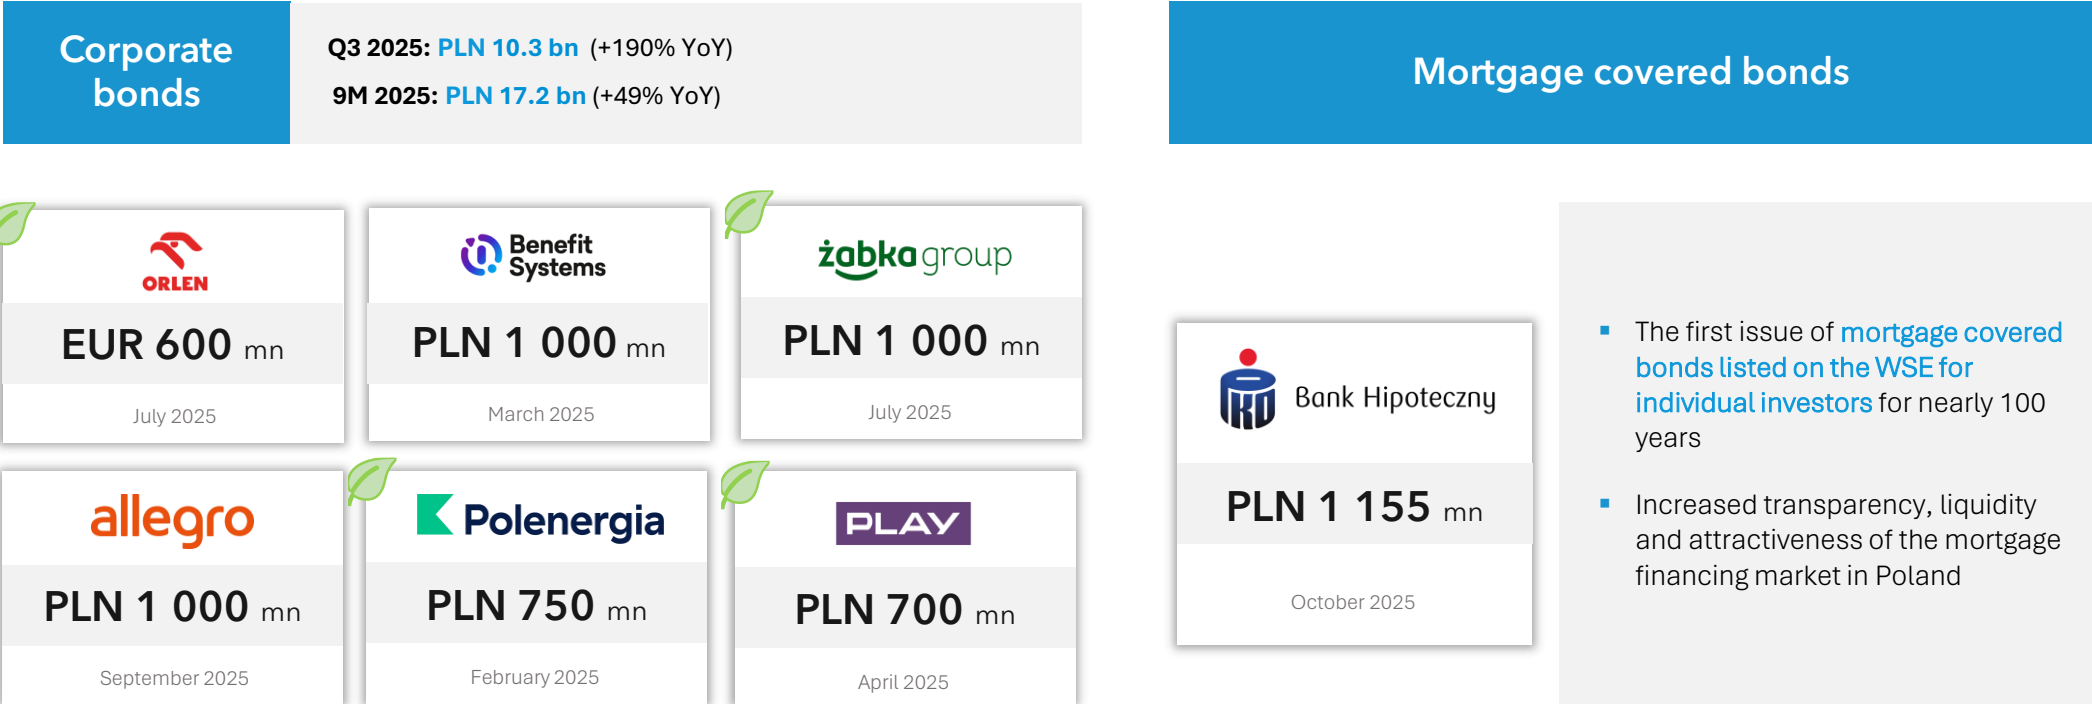 Corporate
bonds
Q3 2025: PLN 10.3 bn (+190% YoY)
9M 2025: PLN 17.2 bn (+49% YoY)
ORLEN
EUR 600 mn
July 2025
Benefit
Systems
PLN 1 000 mn
March 2025
żabka group
PLN 1 000 mn
July 2025
allegro
PLN 1 000 mn
September 2025
Polenergia
PLN 750 mn
February 2025
PLAY
PLN 700 mn
April 2025
Mortgage covered bonds
PKO Bank Hipoteczny
PLN 1 155 mn
October 2025
▪ The first issue of mortgage covered
bonds listed on the WSE for
individual investors for nearly 100
years
▪ Increased transparency, liquidity
and attractiveness of the mortgage
financing market in Poland